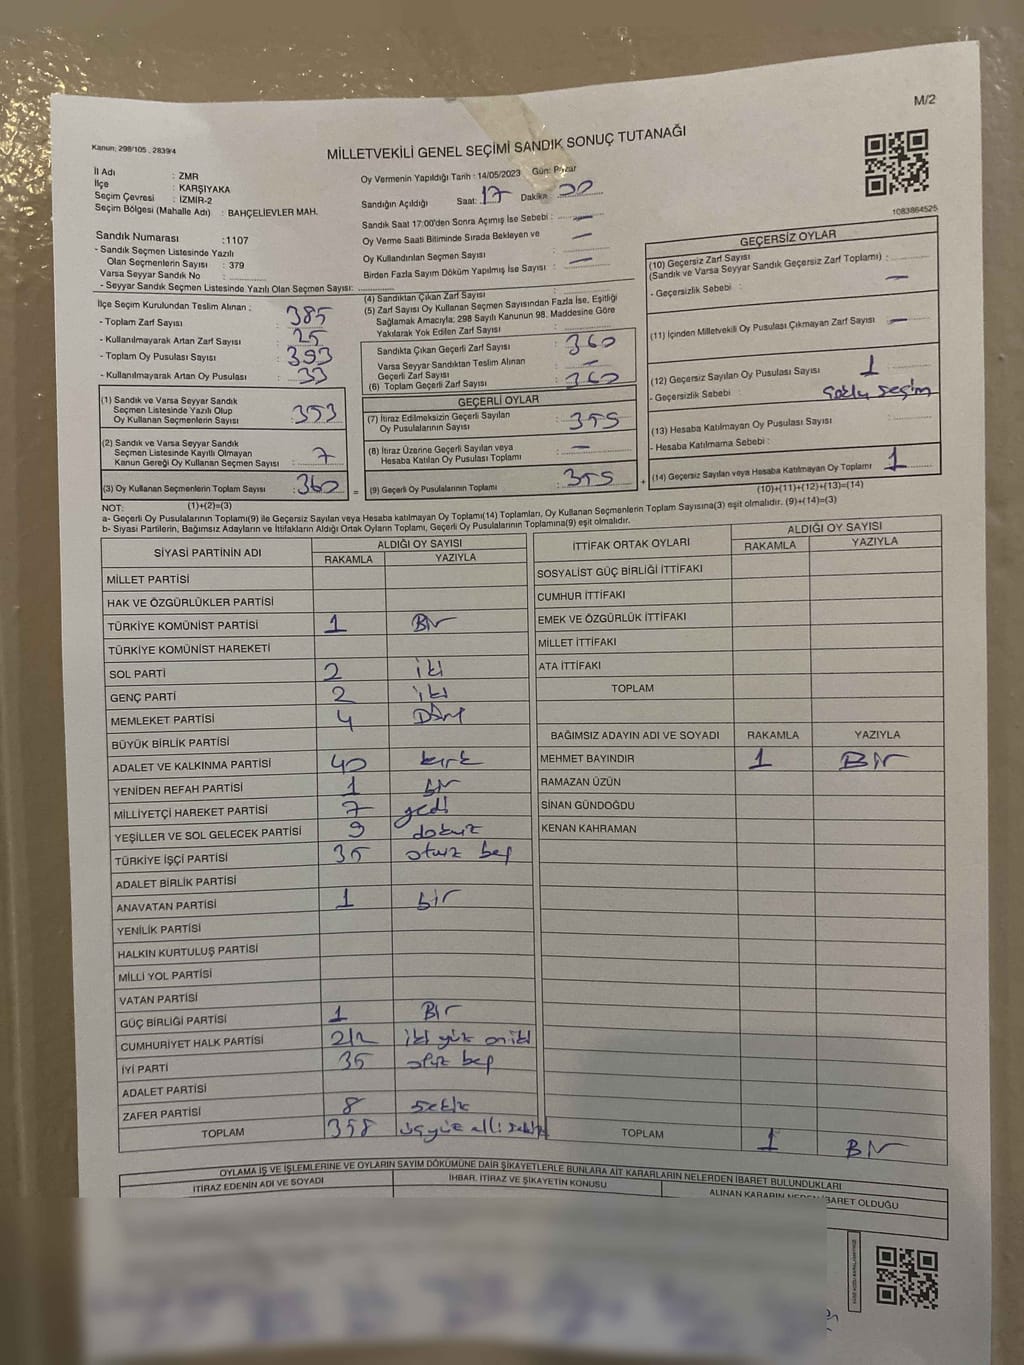 M/2
Kanun: 298/105 , 2839/4
MİLLETVEKİLİ GENEL SEÇİMİ SANDIK SONUÇ TUTANAĞI
İl Adı : ZMR
İlçe : KARŞIYAKA
Seçim Çevresi : İZMİR-2
Seçim Bölgesi (Mahalle Adı) : BAHÇELİEVLER MAH.
Oy Vermenin Yapıldığı Tarih : 14/05/2023 Gün: Pazar
Sandığın Açıldığı Saat: 17 Dakika
Sandık Saat 17:00'den Sonra Açımış İse Sebebi : —
Oy Verme Saati Bitiminde Sırada Bekleyen ve —
Oy Kullandırılan Seçmen Sayısı
Birden Fazla Sayım Döküm Yapılmış İse Sayısı —
1083864525
Sandık Numarası : 1107
- Sandık Seçmen Listesinde Yazılı
Olan Seçmenlerin Sayısı : 379
Varsa Seyyar Sandık No
- Seyyar Sandık Seçmen Listesinde Yazılı Olan Seçmen Sayısı:
İlçe Seçim Kurulundan Teslim Alınan :
- Toplam Zarf Sayısı : 385
- Kullanılmayarak Artan Zarf Sayısı : 25
- Toplam Oy Pusulası Sayısı : 393
- Kullanılmayarak Artan Oy Pusulası : 33
(1) Sandık ve Varsa Seyyar Sandık
Seçmen Listesinde Yazılı Olup
Oy Kullanan Seçmenlerin Sayısı : 353
(2) Sandık ve Varsa Seyyar Sandık
Seçmen Listesinde Kayıtlı Olmayan
Kanun Gereği Oy Kullanan Seçmen Sayısı : 7
(3) Oy Kullanan Seçmenlerin Toplam Sayısı : 360
(1)+(2)=(3)
(4) Sandıktan Çıkan Zarf Sayısı
(5) Zarf Sayısı Oy Kullanan Seçmen Sayısından Fazla İse, Eşitliği
Sağlamak Amacıyla; 298 Sayılı Kanunun 98. Maddesine Göre
Yakılarak Yok Edilen Zarf Sayısı :
Sandıkta Çıkan Geçerli Zarf Sayısı : 360
Varsa Seyyar Sandıktan Teslim Alınan
Geçerli Zarf Sayısı : —
(6) Toplam Geçerli Zarf Sayısı : 360
GEÇERLİ OYLAR
(7) İtiraz Edilmeksizin Geçerli Sayılan
Oy Pusulalarının Sayısı : 359
(8) İtiraz Üzerine Geçerli Sayılan veya
Hesaba Katılan Oy Pusulası Toplamı : —
(9) Geçerli Oy Pusulalarının Toplamı : 359
GEÇERSİZ OYLAR
(10) Geçersiz Zarf Sayısı
(Sandık ve Varsa Seyyar Sandık Geçersiz Zarf Toplamı) :
- Geçersizlik Sebebi : —
(11) İçinden Milletvekili Oy Pusulası Çıkmayan Zarf Sayısı : —
(12) Geçersiz Sayılan Oy Pusulası Sayısı : 1
- Geçersizlik Sebebi : seçim
(13) Hesaba Katılmayan Oy Pusulası Sayısı :
- Hesaba Katılmama Sebebi :
(14) Geçersiz Sayılan veya Hesaba Katılmayan Oy Toplamı : 1
(10)+(11)+(12)+(13)=(14)
NOT:
a- Geçerli Oy Pusulalarının Toplamı(9) ile Geçersiz Sayılan veya Hesaba katılmayan Oy Toplamı(14) Toplamları, Oy Kullanan Seçmenlerin Toplam Sayısına(3) eşit olmalıdır. (9)+(14)=(3)
b- Siyasi Partilerin, Bağımsız Adayların ve İttifakların Aldığı Ortak Oyların Toplamı, Geçerli Oy Pusulalarının Toplamına(9) eşit olmalıdır.
SİYASİ PARTİNİN ADI ALDIĞI OY SAYISI
RAKAMLA YAZIYLA
MİLLET PARTİSİ
HAK VE ÖZGÜRLÜKLER PARTİSİ
TÜRKİYE KOMÜNİST PARTİSİ 1 Bir
TÜRKİYE KOMÜNİST HAREKETİ
SOL PARTİ 2 iki
GENÇ PARTİ 2 iki
MEMLEKET PARTİSİ 4 Dört
BÜYÜK BİRLİK PARTİSİ
ADALET VE KALKINMA PARTİSİ 40 kırk
YENİDEN REFAH PARTİSİ 1 bir
MİLLİYETÇİ HAREKET PARTİSİ 7 yedi
YEŞİLLER VE SOL GELECEK PARTİSİ 9 dokuz
TÜRKİYE İŞÇİ PARTİSİ 35 otuz beş
ADALET BİRLİK PARTİSİ
ANAVATAN PARTİSİ 1 bir
YENİLİK PARTİSİ
HALKIN KURTULUŞ PARTİSİ
MİLLİ YOL PARTİSİ
VATAN PARTİSİ
GÜÇ BİRLİĞİ PARTİSİ 1 Bir
CUMHURİYET HALK PARTİSİ 212 iki yüz oniki
İYİ PARTİ 35 otuz beş
ADALET PARTİSİ
ZAFER PARTİSİ 8 sekiz
TOPLAM 358 üçyüz elli sekiz
İTTİFAK ORTAK OYLARI ALDIĞI OY SAYISI
RAKAMLA YAZIYLA
SOSYALİST GÜÇ BİRLİĞİ İTTİFAKI
CUMHUR İTTİFAKI
EMEK VE ÖZGÜRLÜK İTTİFAKI
MİLLET İTTİFAKI
ATA İTTİFAKI
TOPLAM
BAĞIMSIZ ADAYIN ADI VE SOYADI RAKAMLA YAZIYLA
MEHMET BAYINDIR 1 Bir
RAMAZAN ÜZÜN
SİNAN GÜNDOĞDU
KENAN KAHRAMAN
TOPLAM 1 Bir
OYLAMA İŞ VE İŞLEMLERİNE VE OYLARIN SAYIM DÖKÜMÜNE DAİR ŞİKAYETLERLE BUNLARA AİT KARARLARIN NELERDEN İBARET BULUNDUKLARI
İTİRAZ EDENİN ADI VE SOYADI İHBAR, İTİRAZ VE ŞİKAYETİN KONUSU ALINAN KARARIN NEDEN İBARET OLDUĞU